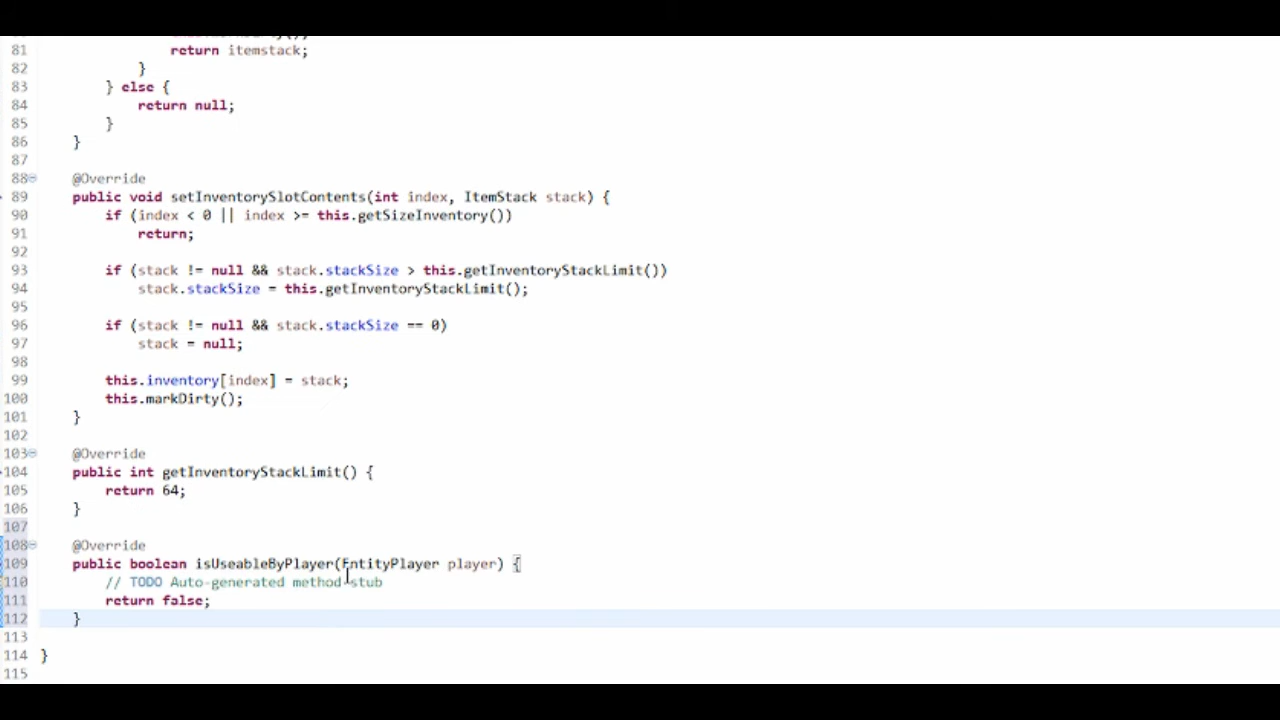 81 return itemstack;
82 }
83 } else {
84 return null;
85 }
86 }
87
88 @Override
89 public void setInventorySlotContents(int index, ItemStack stack) {
90 if (index < 0 || index >= this.getSizeInventory())
91 return;
92
93 if (stack != null && stack.stackSize > this.getInventoryStackLimit())
94 stack.stackSize = this.getInventoryStackLimit();
95
96 if (stack != null && stack.stackSize == 0)
97 stack = null;
98
99 this.inventory[index] = stack;
100 this.markDirty();
101 }
102
103 @Override
104 public int getInventoryStackLimit() {
105 return 64;
106 }
107
108 @Override
109 public boolean isUseableByPlayer(EntityPlayer player) {
110 // TODO Auto-generated method stub
111 return false;
112 }
113
114 }
115